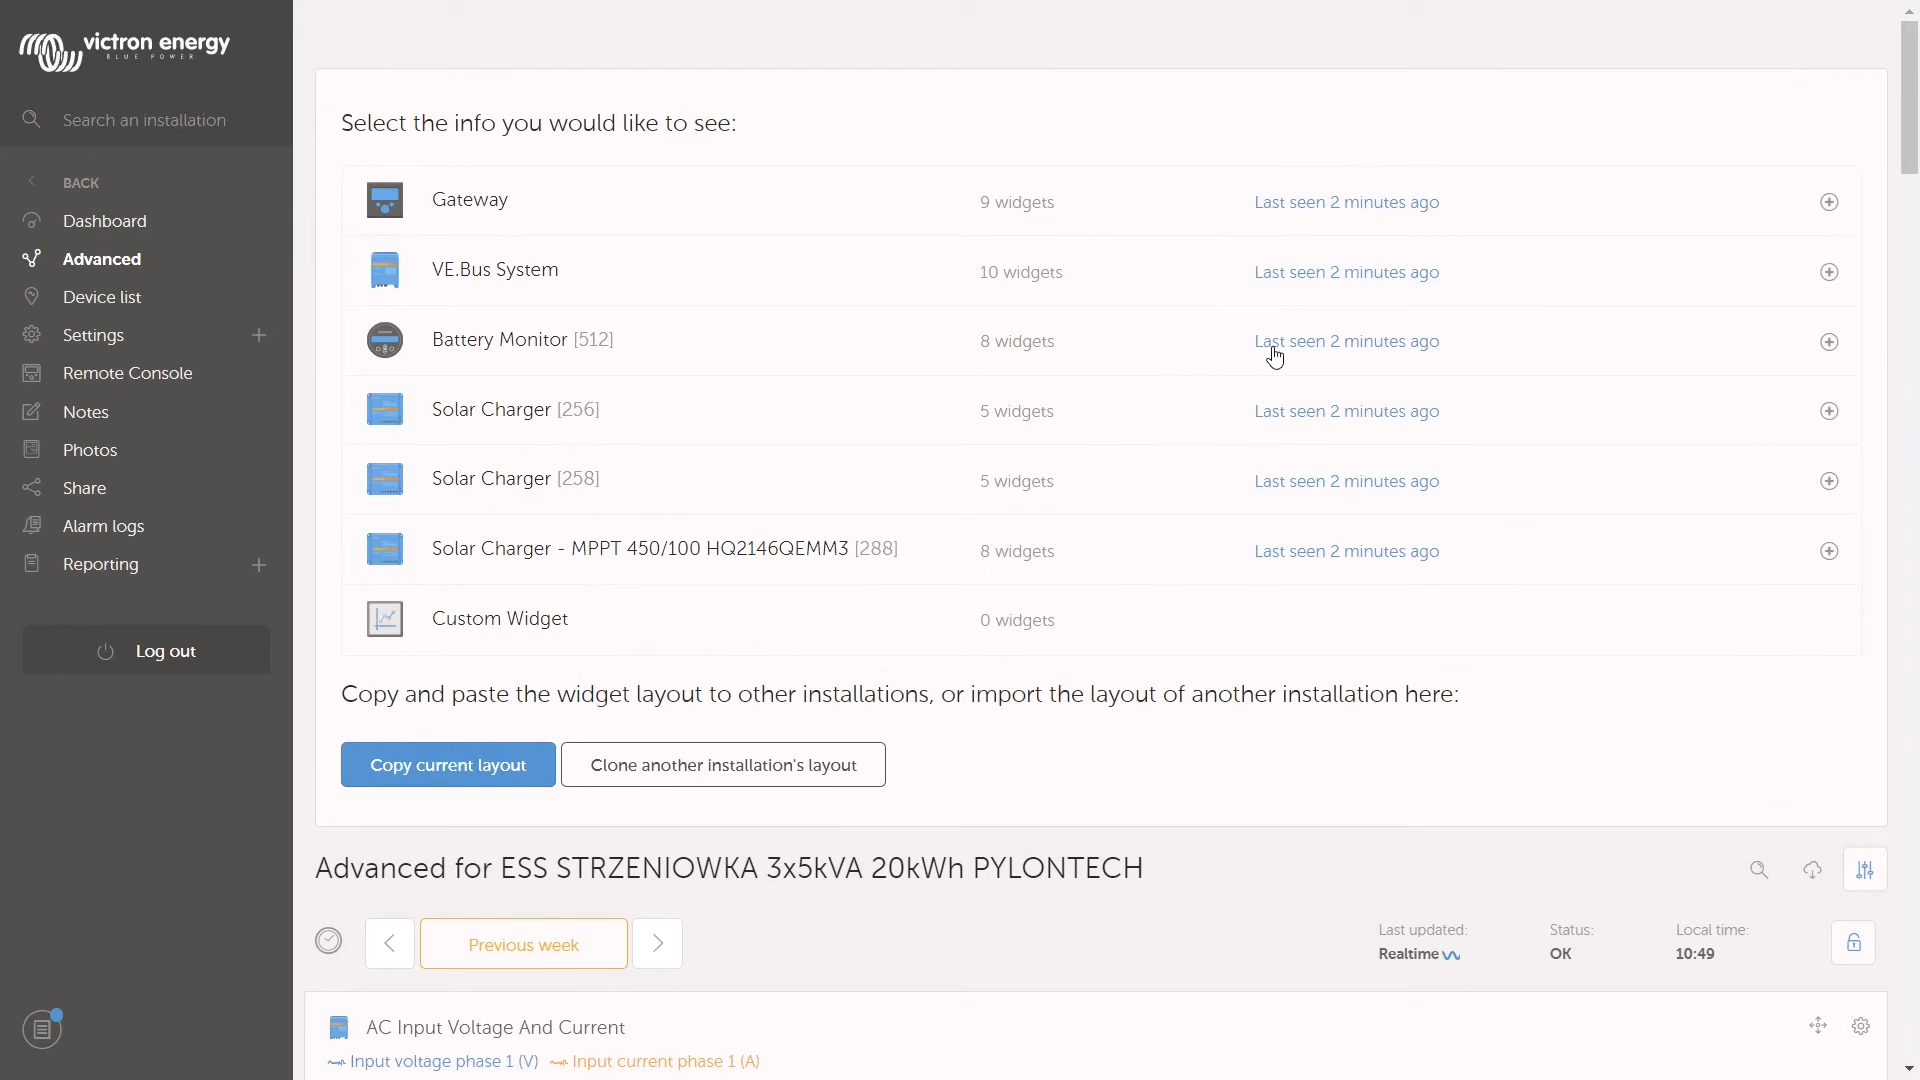 victron energy
BLUE POWER
Search an installation
BACK
Dashboard
Advanced
Device list
Settings
Remote Console
Notes
Photos
Share
Alarm logs
Reporting
Log out
Select the info you would like to see:
Gateway 9 widgets Last seen 2 minutes ago
VE.Bus System 10 widgets Last seen 2 minutes ago
Battery Monitor [512] 8 widgets Last seen 2 minutes ago
Solar Charger [256] 5 widgets Last seen 2 minutes ago
Solar Charger [258] 5 widgets Last seen 2 minutes ago
Solar Charger - MPPT 450/100 HQ2146QEMM3 [288] 8 widgets Last seen 2 minutes ago
Custom Widget 0 widgets
Copy and paste the widget layout to other installations, or import the layout of another installation here:
Copy current layout Clone another installation's layout
Advanced for ESS STRZENIOWKA 3x5kVA 20kWh PYLONTECH
Previous week
Last updated: Status: Local time:
Realtime OK 10:49
AC Input Voltage And Current
Input voltage phase 1 (V) Input current phase 1 (A)